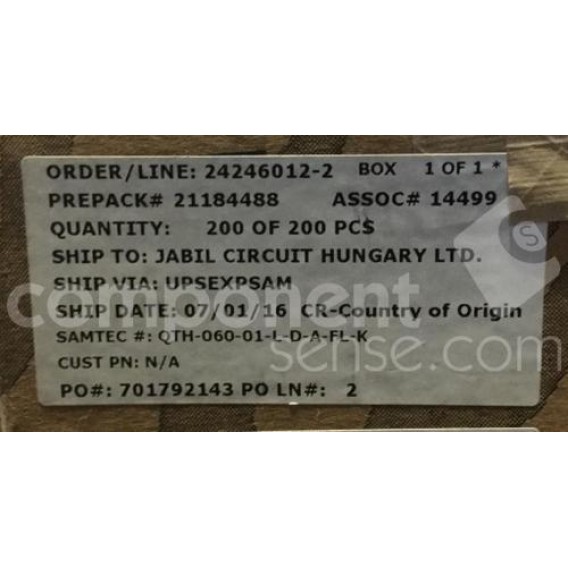 ORDER/LINE: 24246012-2 BOX 1 OF 1 *
PREPACK# 21184488 ASSOC# 14499
QUANTITY: 200 OF 200 PCS
SHIP TO: JABIL CIRCUIT HUNGARY LTD.
SHIP VIA: UPSEXPSAM
component
SHIP DATE: 07/01/16 CR-Country of Origin
SAMTEC #: QTH-060-01-L-D-A-FL-K
sense.com
CUST PN: N/A
PO#: 701792143 PO LN#: 2